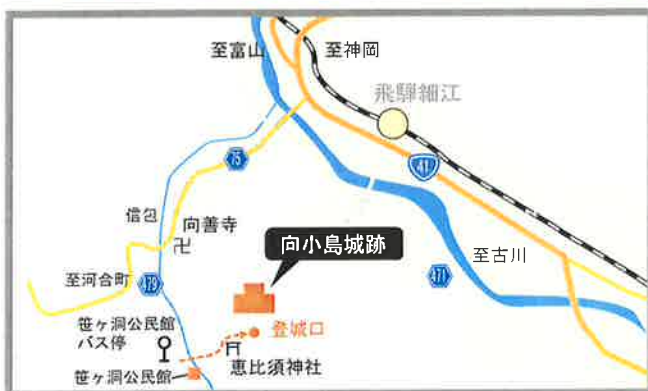 至富山
至神岡
飛騨細江
75
41
信包
向善寺
卍
向小島城跡
至古川
至河合町
479
471
笹ヶ洞公民館
バス停
登城口
恵比須神社
笹ヶ洞公民館